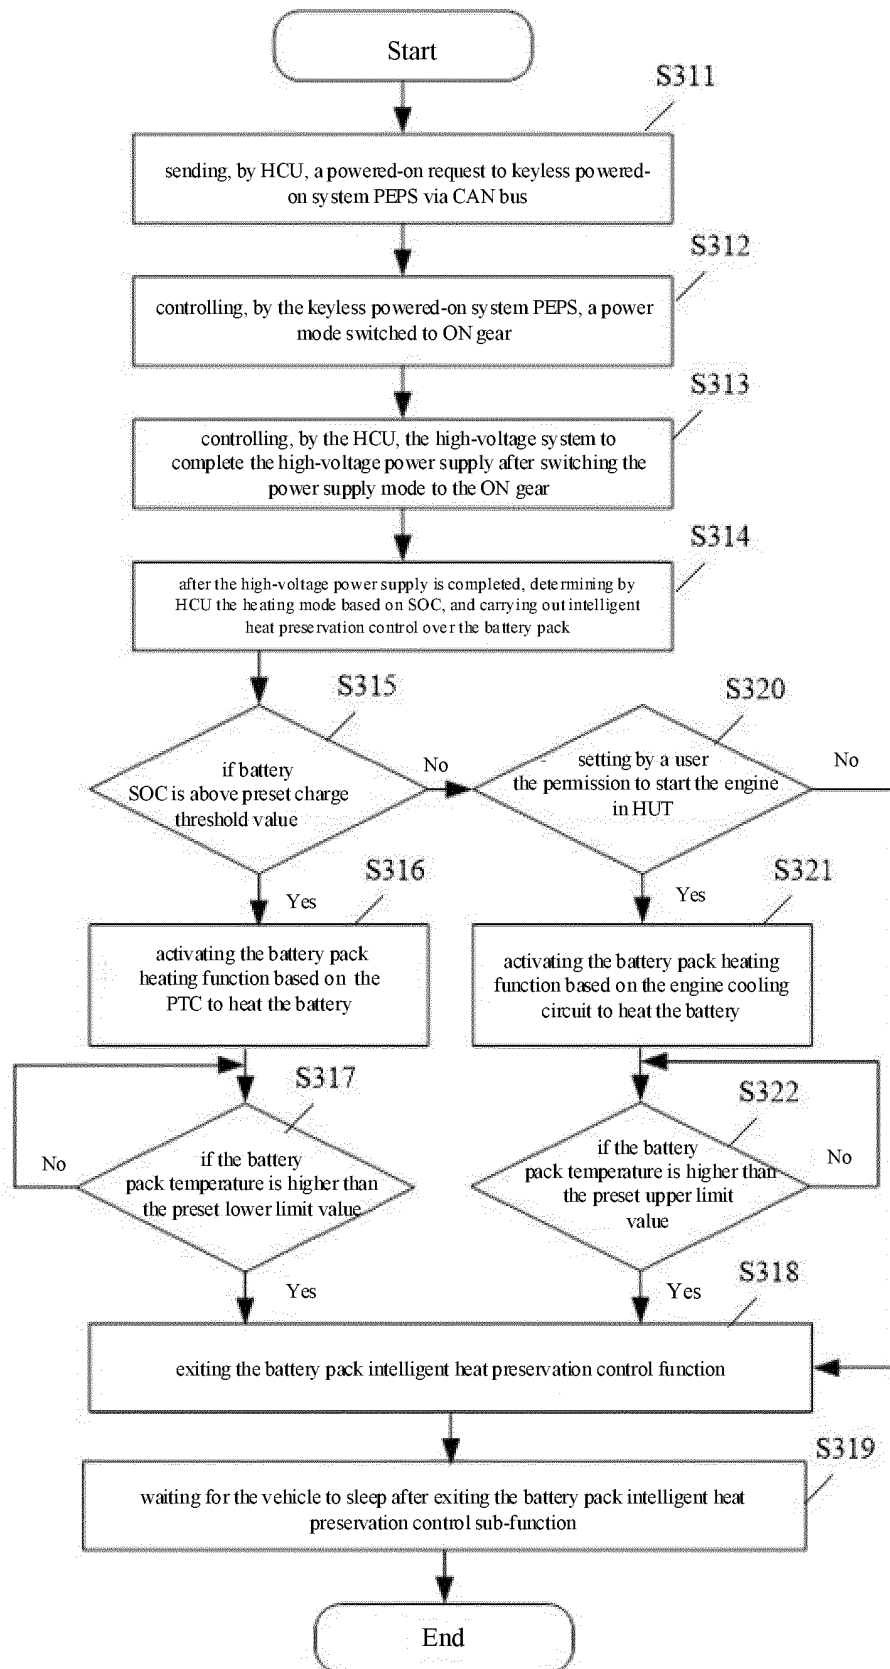 Start
S311
sending, by HCU, a powered-on request to keyless powered-
on system PEPS via CAN bus
S312
controlling, by the keyless powered-on system PEPS, a power
mode switched to ON gear
S313
controlling, by the HCU, the high-voltage system to
complete the high-voltage power supply after switching the
power supply mode to the ON gear
S314
after the high-voltage power supply is completed, determining by
HCU the heating mode based on SOC, and carrying out intelligent
heat preservation control over the battery pack
S315
if battery
SOC is above preset charge
threshold value
No
S320
setting by a user
the permission to start the engine
in HUT
No
Yes
S316
activating the battery pack
heating function based on the
PTC to heat the battery
Yes
S321
activating the battery pack heating
function based on the engine cooling
circuit to heat the battery
S317
if the battery
pack temperature is higher than
the preset lower limit value
No
Yes
S322
if the battery
pack temperature is higher than
the preset upper limit
value
No
Yes
S318
exiting the battery pack intelligent heat preservation control function
S319
waiting for the vehicle to sleep after exiting the battery pack intelligent heat
preservation control sub-function
End